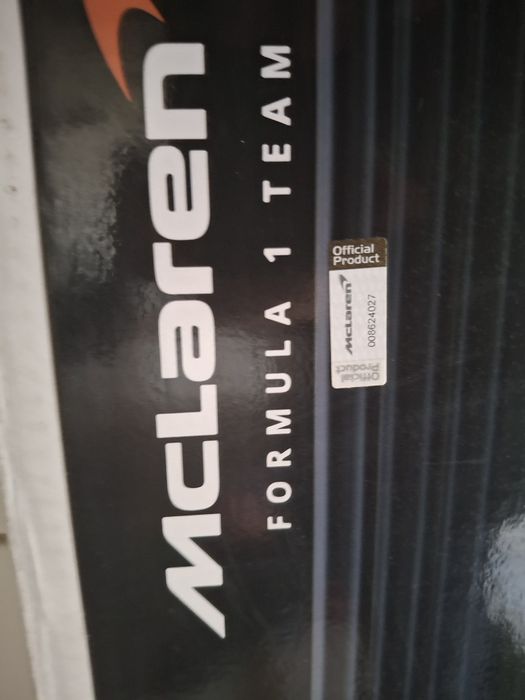 McLaren
FORMULA 1 TEAM
Official
Product
McLaren
008624027
Official
Product